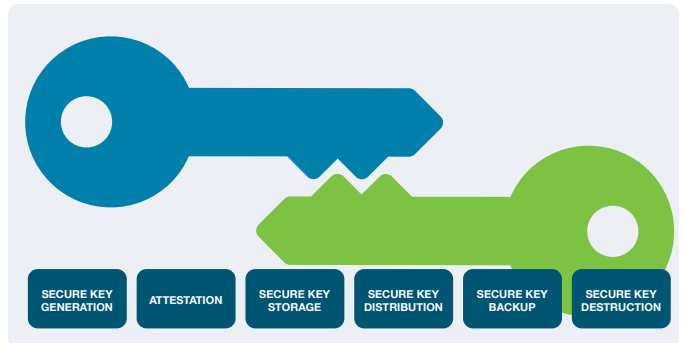 SECURE KEY
GENERATION
ATTESTATION
SECURE KEY
STORAGE
SECURE KEY
DISTRIBUTION
SECURE KEY
BACKUP
SECURE KEY
DESTRUCTION